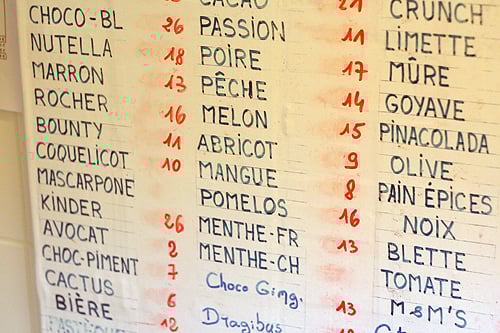 CHOCO-BL
NUTELLA
MARRON
ROCHER
BOUNTY
COQUELICOT
MASCARPONE
KINDER
AVOCAT
CHOC-PIMENT
CACTUS
BIÈRE
26
18
13
16
11
10
26
2
7
6
12
CACAO
PASSION
POIRE
PÊCHE
MELON
ABRICOT
MANGUE
POMELOS
MENTHE-FR
MENTHE-CH
Choco Gimg.
Dragibus
21
11
17
14
15
9
8
16
13
13
CRUNCH
LIMETTE
MÛRE
GOYAVE
PINACOLADA
OLIVE
PAIN ÉPICES
NOIX
BLETTE
TOMATE
M&M'S